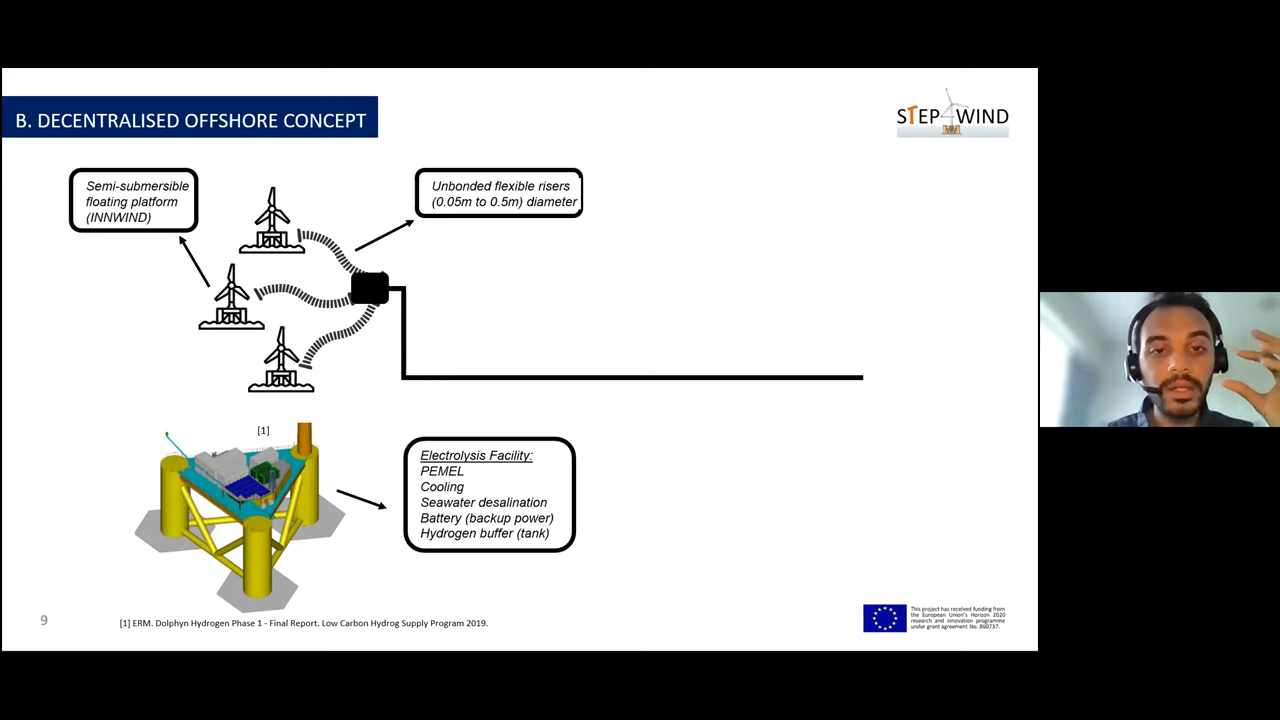 B. DECENTRALISED OFFSHORE CONCEPT
STEP4WIND
Semi-submersible
floating platform
(INNWIND)
Unbonded flexible risers
(0.05m to 0.5m) diameter
[1]
Electrolysis Facility:
PEMEL
Cooling
Seawater desalination
Battery (backup power)
Hydrogen buffer (tank)
9
[1] ERM. Dolphyn Hydrogen Phase 1 - Final Report. Low Carbon Hydrog Supply Program 2019.
This project has received funding from
the European Union's Horizon 2020
research and innovation programme
under grant agreement No. 860737.